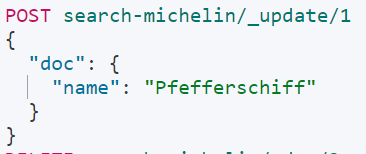 POST search-michelin/_update/1
{
  "doc": {
    "name": "Pfefferschiff"
  }
}